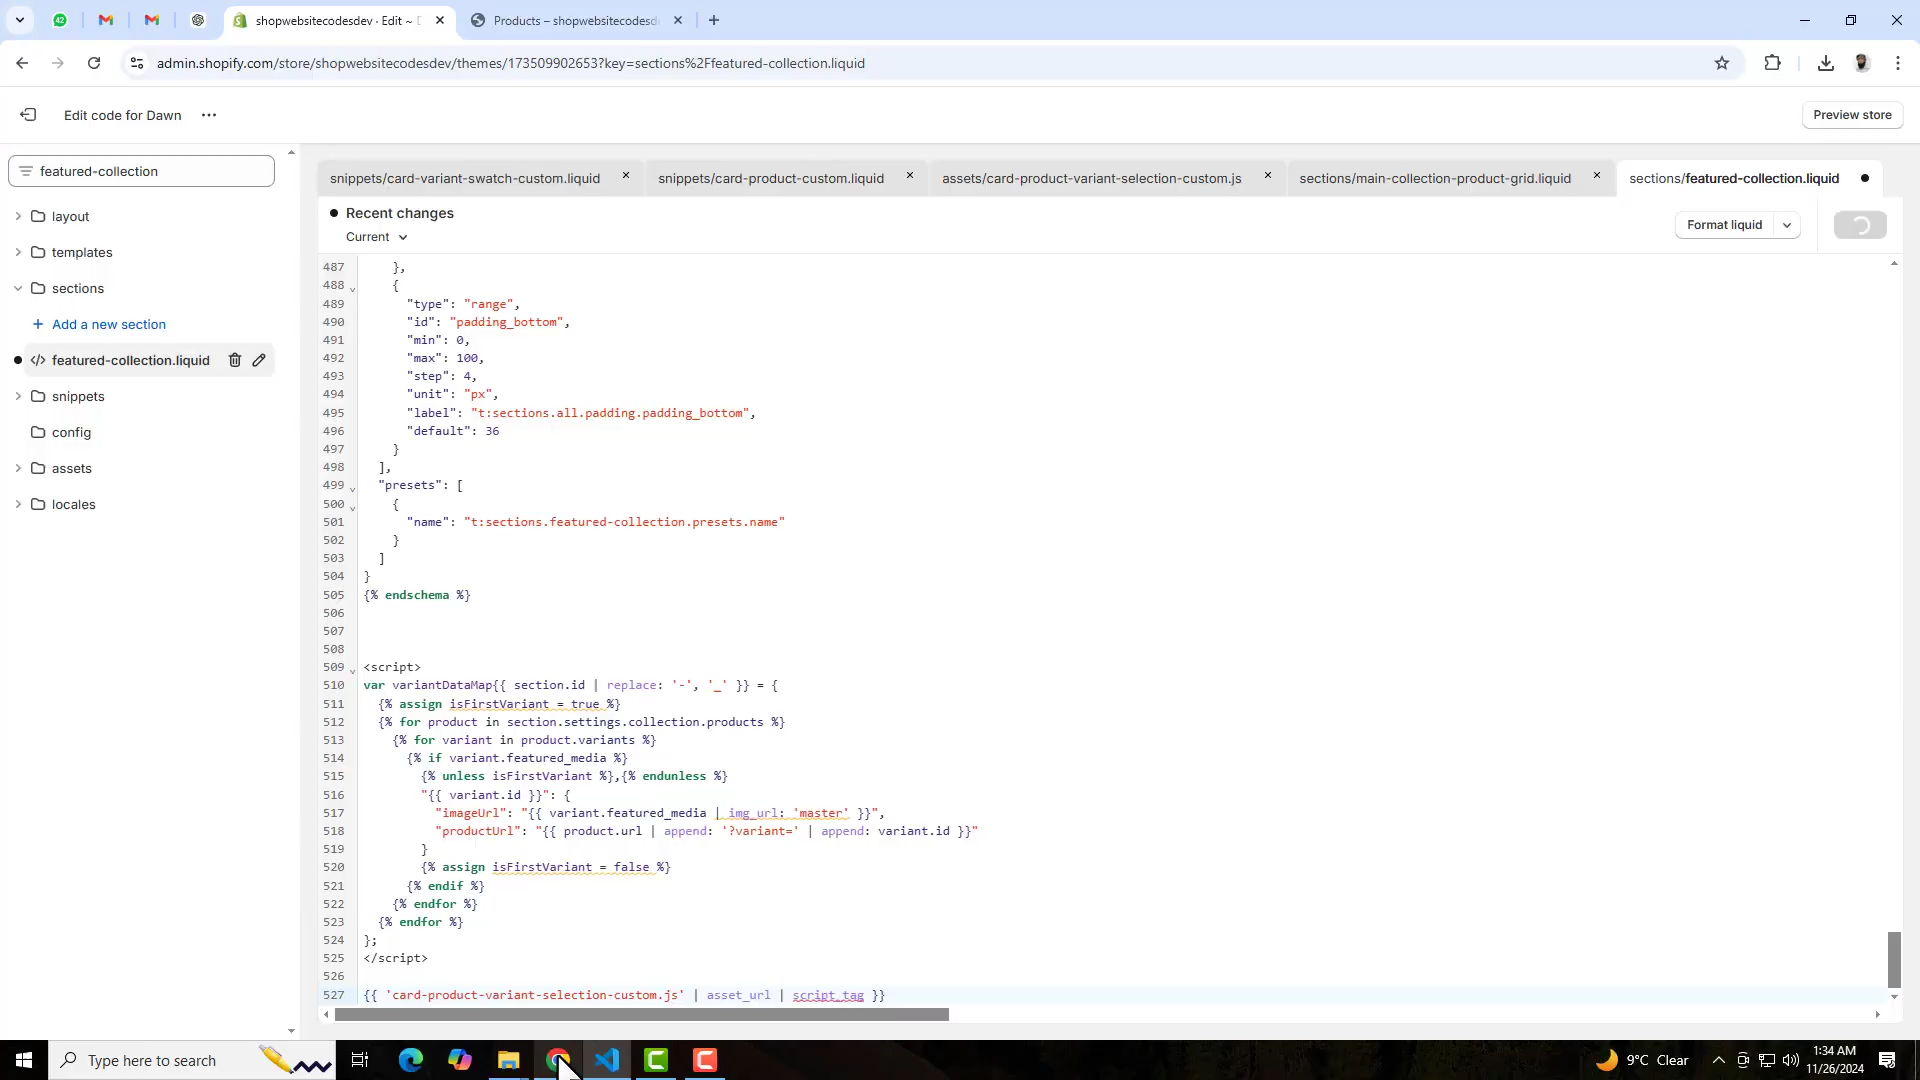 shopwebsitecodesdev · Edit ~ D
Products – shopwebsitecodesd
admin.shopify.com/store/shopwebsitecodesdev/themes/173509902653?key=sections%2Ffeatured-collection.liquid
Edit code for Dawn
Preview store
featured-collection
layout
templates
sections
Add a new section
featured-collection.liquid
snippets
config
assets
locales
snippets/card-variant-swatch-custom.liquid
snippets/card-product-custom.liquid
assets/card-product-variant-selection-custom.js
sections/main-collection-product-grid.liquid
sections/featured-collection.liquid
Recent changes
Current
Format liquid
487 },
488 {
489 "type": "range",
490 "id": "padding_bottom",
491 "min": 0,
492 "max": 100,
493 "step": 4,
494 "unit": "px",
495 "label": "t:sections.all.padding.padding_bottom",
496 "default": 36
497 }
498 ],
499 "presets": [
500 {
501 "name": "t:sections.featured-collection.presets.name"
502 }
503 ]
504 }
505 {% endschema %}
506
507
508
509 <script>
510 var variantDataMap{{ section.id | replace: '-', '_' }} = {
511 {% assign isFirstVariant = true %}
512 {% for product in section.settings.collection.products %}
513 {% for variant in product.variants %}
514 {% if variant.featured_media %}
515 {% unless isFirstVariant %},{% endunless %}
516 "{{ variant.id }}": {
517 "imageUrl": "{{ variant.featured_media | img_url: 'master' }}",
518 "productUrl": "{{ product.url | append: '?variant=' | append: variant.id }}"
519 }
520 {% assign isFirstVariant = false %}
521 {% endif %}
522 {% endfor %}
523 {% endfor %}
524 };
525 </script>
526
527 {{ 'card-product-variant-selection-custom.js' | asset_url | script_tag }}
Type here to search
9°C Clear
1:34 AM
11/26/2024